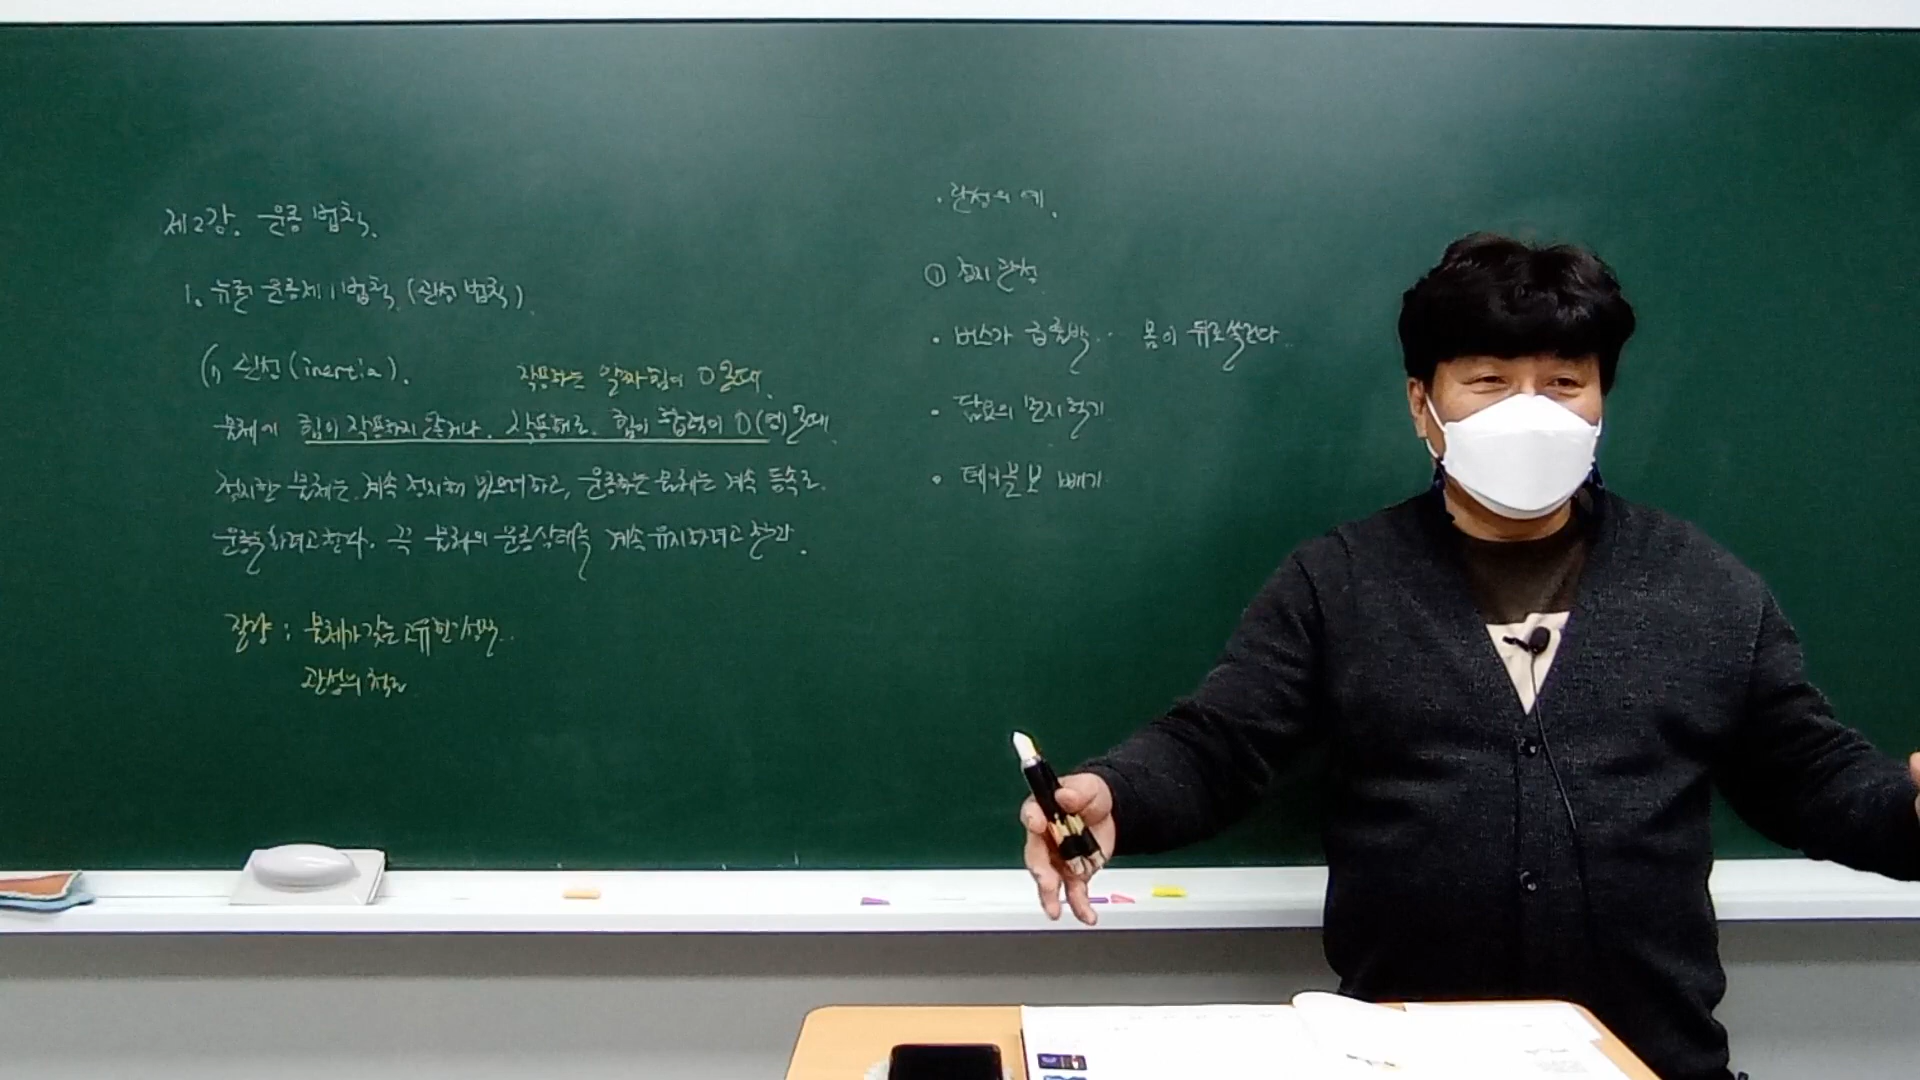 제2강. 운동 법칙.
1. 뉴턴 운동 제1법칙 (관성 법칙).
(1) 관성 (inertia).
작용하는 알짜힘이 0일때.
물체에 힘이 작용하지 않거나. 작용해도. 힘의 합력이 0(영)일때.
정지한 물체는 계속 정지해 있으려하고, 운동하는 물체는 계속 등속도.
운동을 하려고 한다. 즉 물체의 운동상태를 계속 유지하려고 한다.
질량 : 물체가 갖는 고유한 성질..
관성의 척도
· 관성의 예.
① 정지 관성.
· 버스가 급출발.. 몸이 뒤로 쏠린다..
· 담요의 먼지 털기
· 테이블보 빼기